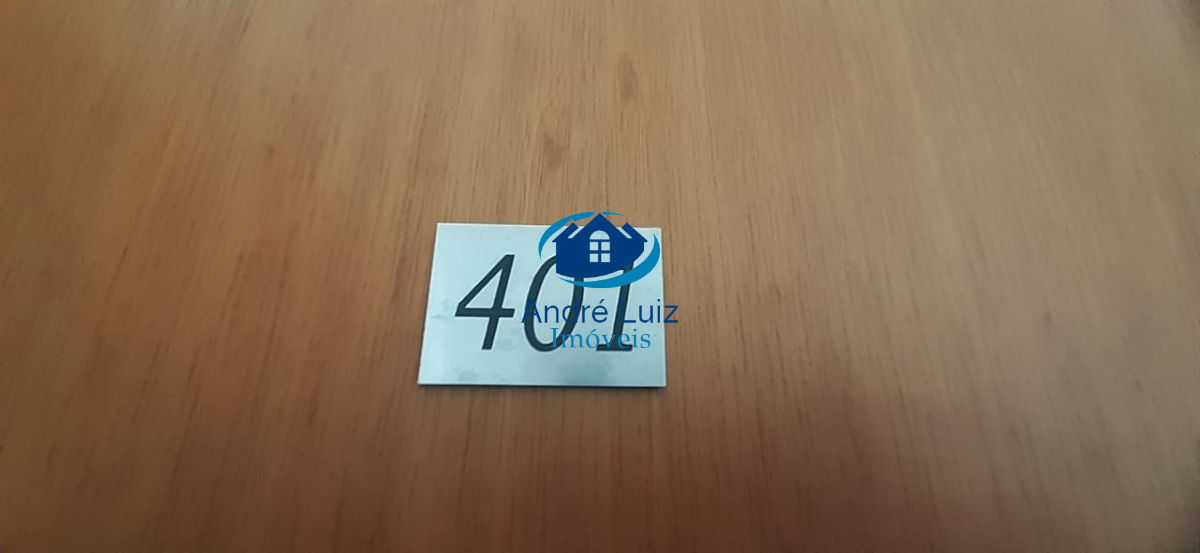 401
André Luiz
Imóveis